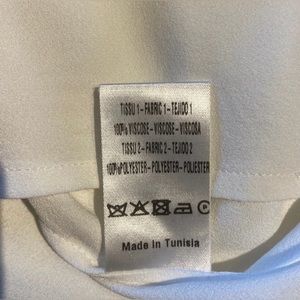 TISSU 1 - FABRIC 1 - TEJIDO 1
100% VISCOSE - VISCOSE - VISCOSA
TISSU 2 - FABRIC 2 - TEJIDO 2
100%POLYESTER - POLYESTER - POLIESTER
P
Made in Tunisia